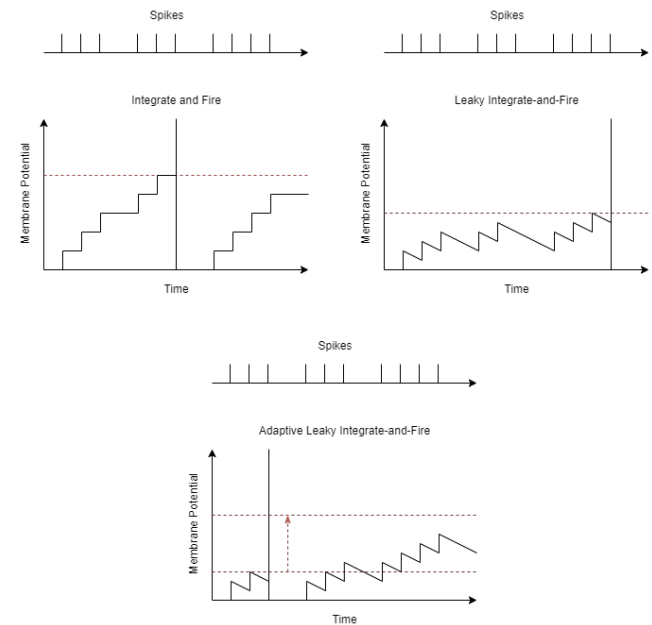 Spikes
Spikes
Integrate and Fire
Leaky Integrate-and-Fire
Membrane Potential
Membrane Potential
Time
Time
Spikes
Adaptive Leaky Integrate-and-Fire
Membrane Potential
Time